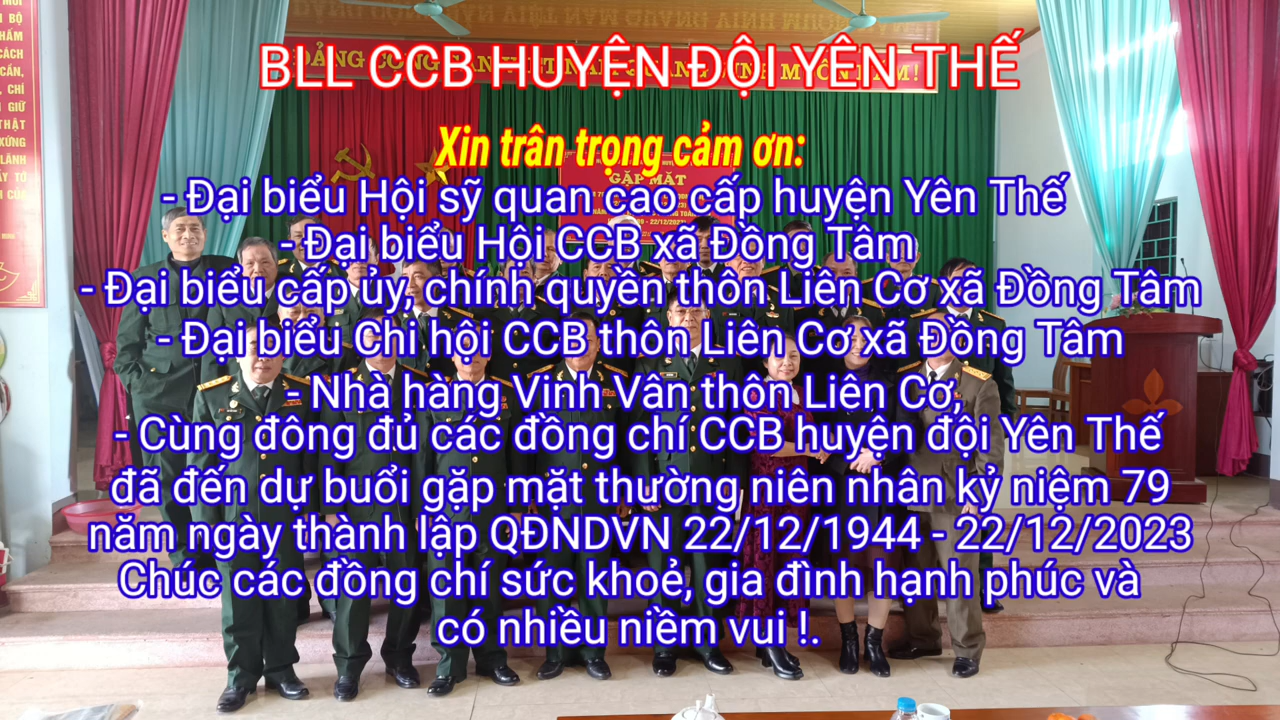 BLL CCB HUYỆN ĐỘI YÊN THẾ
Xin trân trọng cảm ơn:
- Đại biểu Hội sỹ quan cao cấp huyện Yên Thế
- Đại biểu Hội CCB xã Đồng Tâm
- Đại biểu cấp ủy, chính quyền thôn Liên Cơ xã Đồng Tâm
- Đại biểu Chi hội CCB thôn Liên Cơ xã Đồng Tâm
- Nhà hàng Vinh Vân thôn Liên Cơ,
- Cùng đông đủ các đồng chí CCB huyện đội Yên Thế
đã đến dự buổi gặp mặt thường niên nhân kỷ niệm 79
năm ngày thành lập QĐNDVN 22/12/1944 - 22/12/2023
Chúc các đồng chí sức khoẻ, gia đình hạnh phúc và
có nhiều niềm vui !.
GẶP MẶT